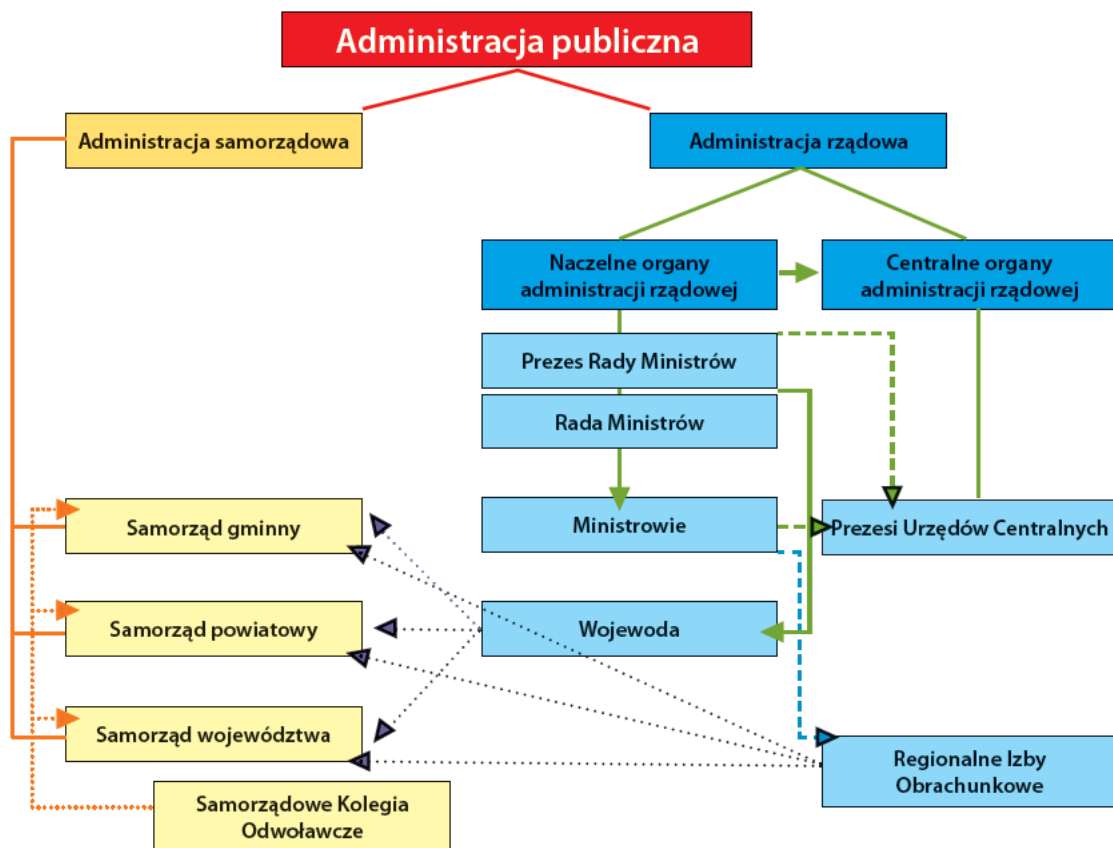 Administracja publiczna
Administracja samorządowa
Administracja rządowa
Naczelne organy
administracji rządowej
Centralne organy
administracji rządowej
Prezes Rady Ministrów
Rada Ministrów
Samorząd gminny
Ministrowie
Prezesi Urzędów Centralnych
Samorząd powiatowy
Wojewoda
Samorząd województwa
Regionalne Izby
Obrachunkowe
Samorządowe Kolegia
Odwoławcze